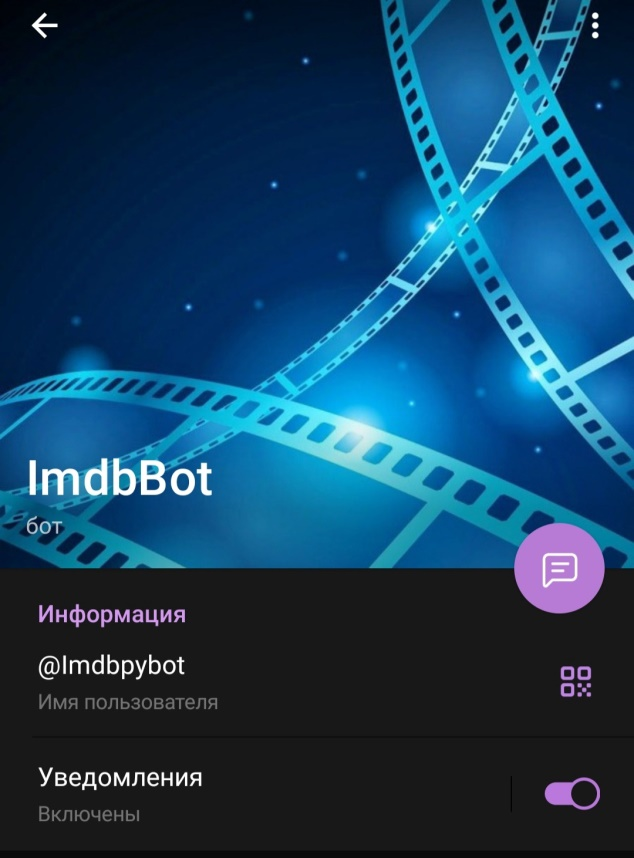 ImdbBot
бот
Информация
@Imdbpybot
Имя пользователя
Уведомления
Включены